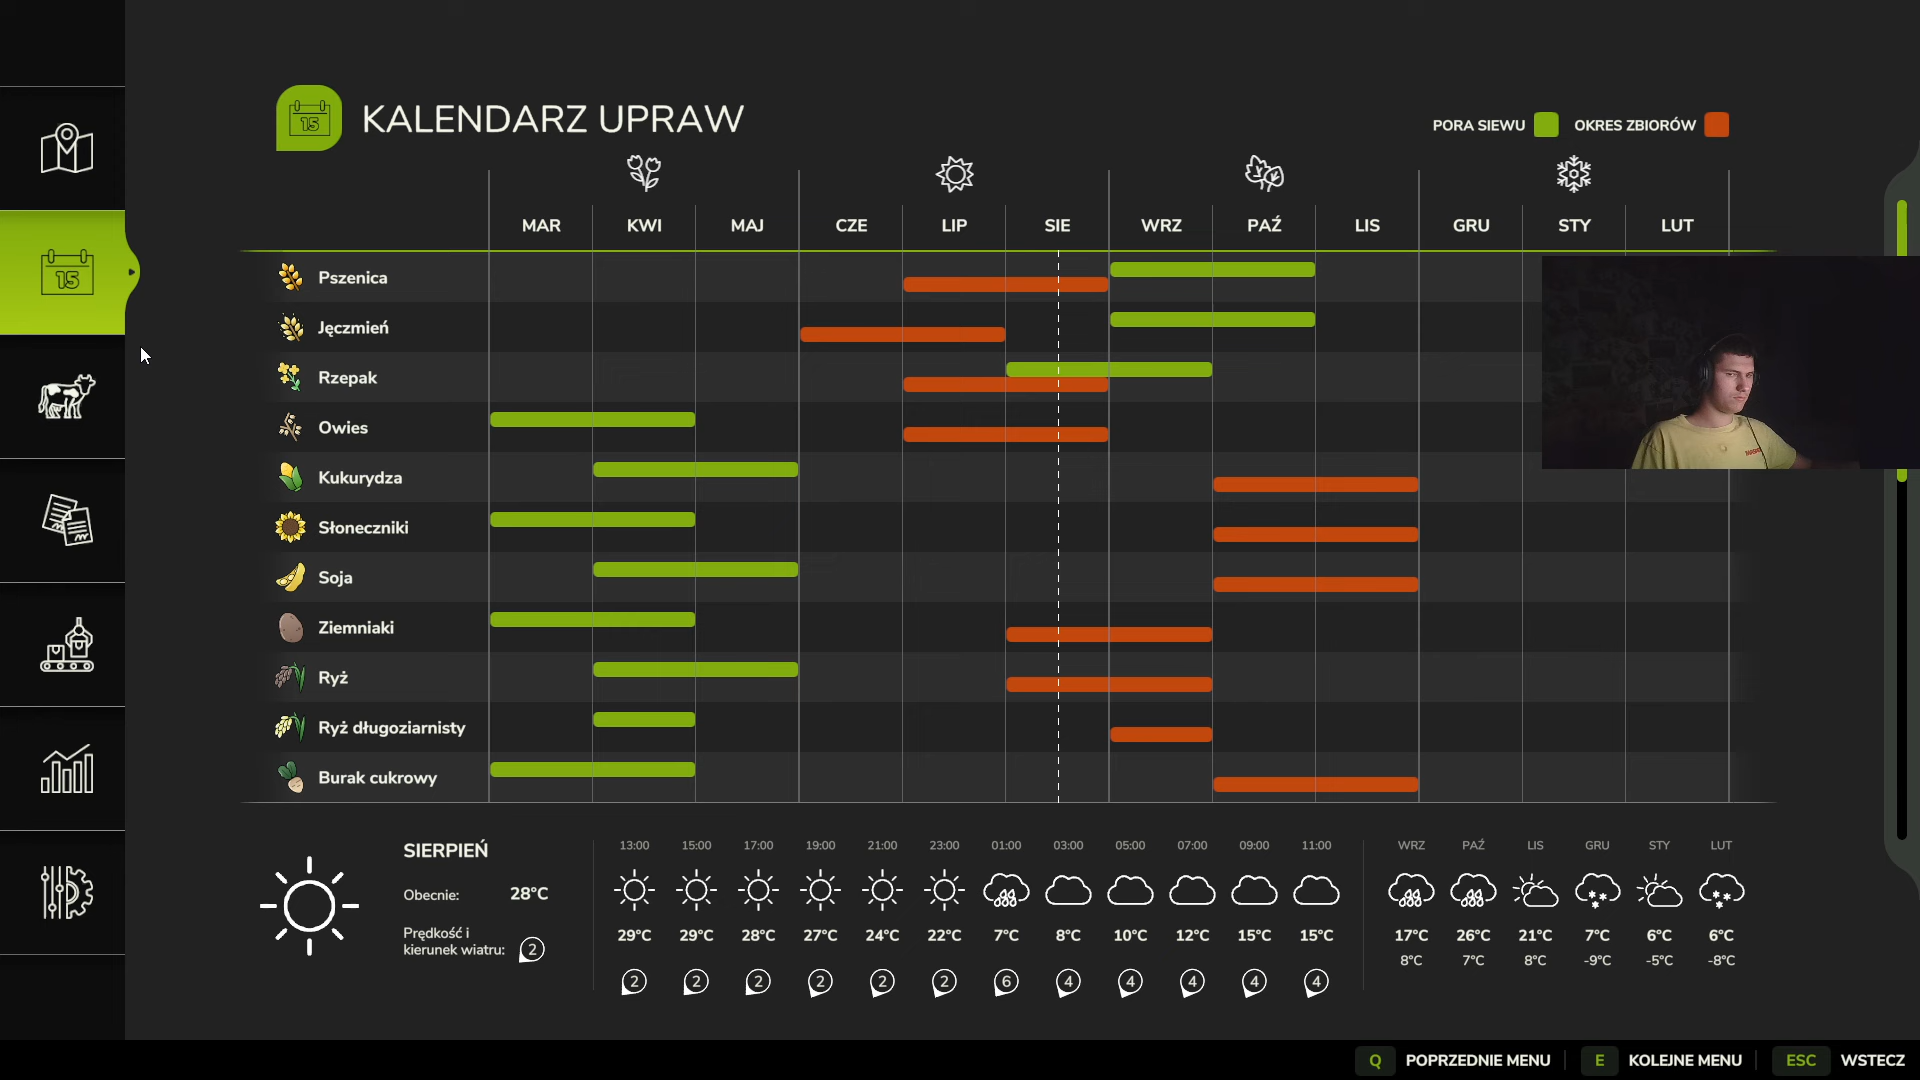 15
KALENDARZ UPRAW
PORA SIEWU
OKRES ZBIORÓW
MAR KWI MAJ CZE LIP SIE WRZ PAŹ LIS GRU STY LUT
15
Pszenica
Jęczmień
Rzepak
Owies
Kukurydza
Słoneczniki
Soja
Ziemniaki
Ryż
Ryż długoziarnisty
Burak cukrowy
SIERPIEŃ
Obecnie: 28°C
Prędkość i
kierunek wiatru: 2
13:00 15:00 17:00 19:00 21:00 23:00 01:00 03:00 05:00 07:00 09:00 11:00
29°C 29°C 28°C 27°C 24°C 22°C 7°C 8°C 10°C 12°C 15°C 15°C
2 2 2 2 2 2 6 4 4 4 4 4
WRZ PAŹ LIS GRU STY LUT
17°C 26°C 21°C 7°C 6°C 6°C
8°C 7°C 8°C -9°C -5°C -8°C
Q POPRZEDNIE MENU E KOLEJNE MENU ESC WSTECZ